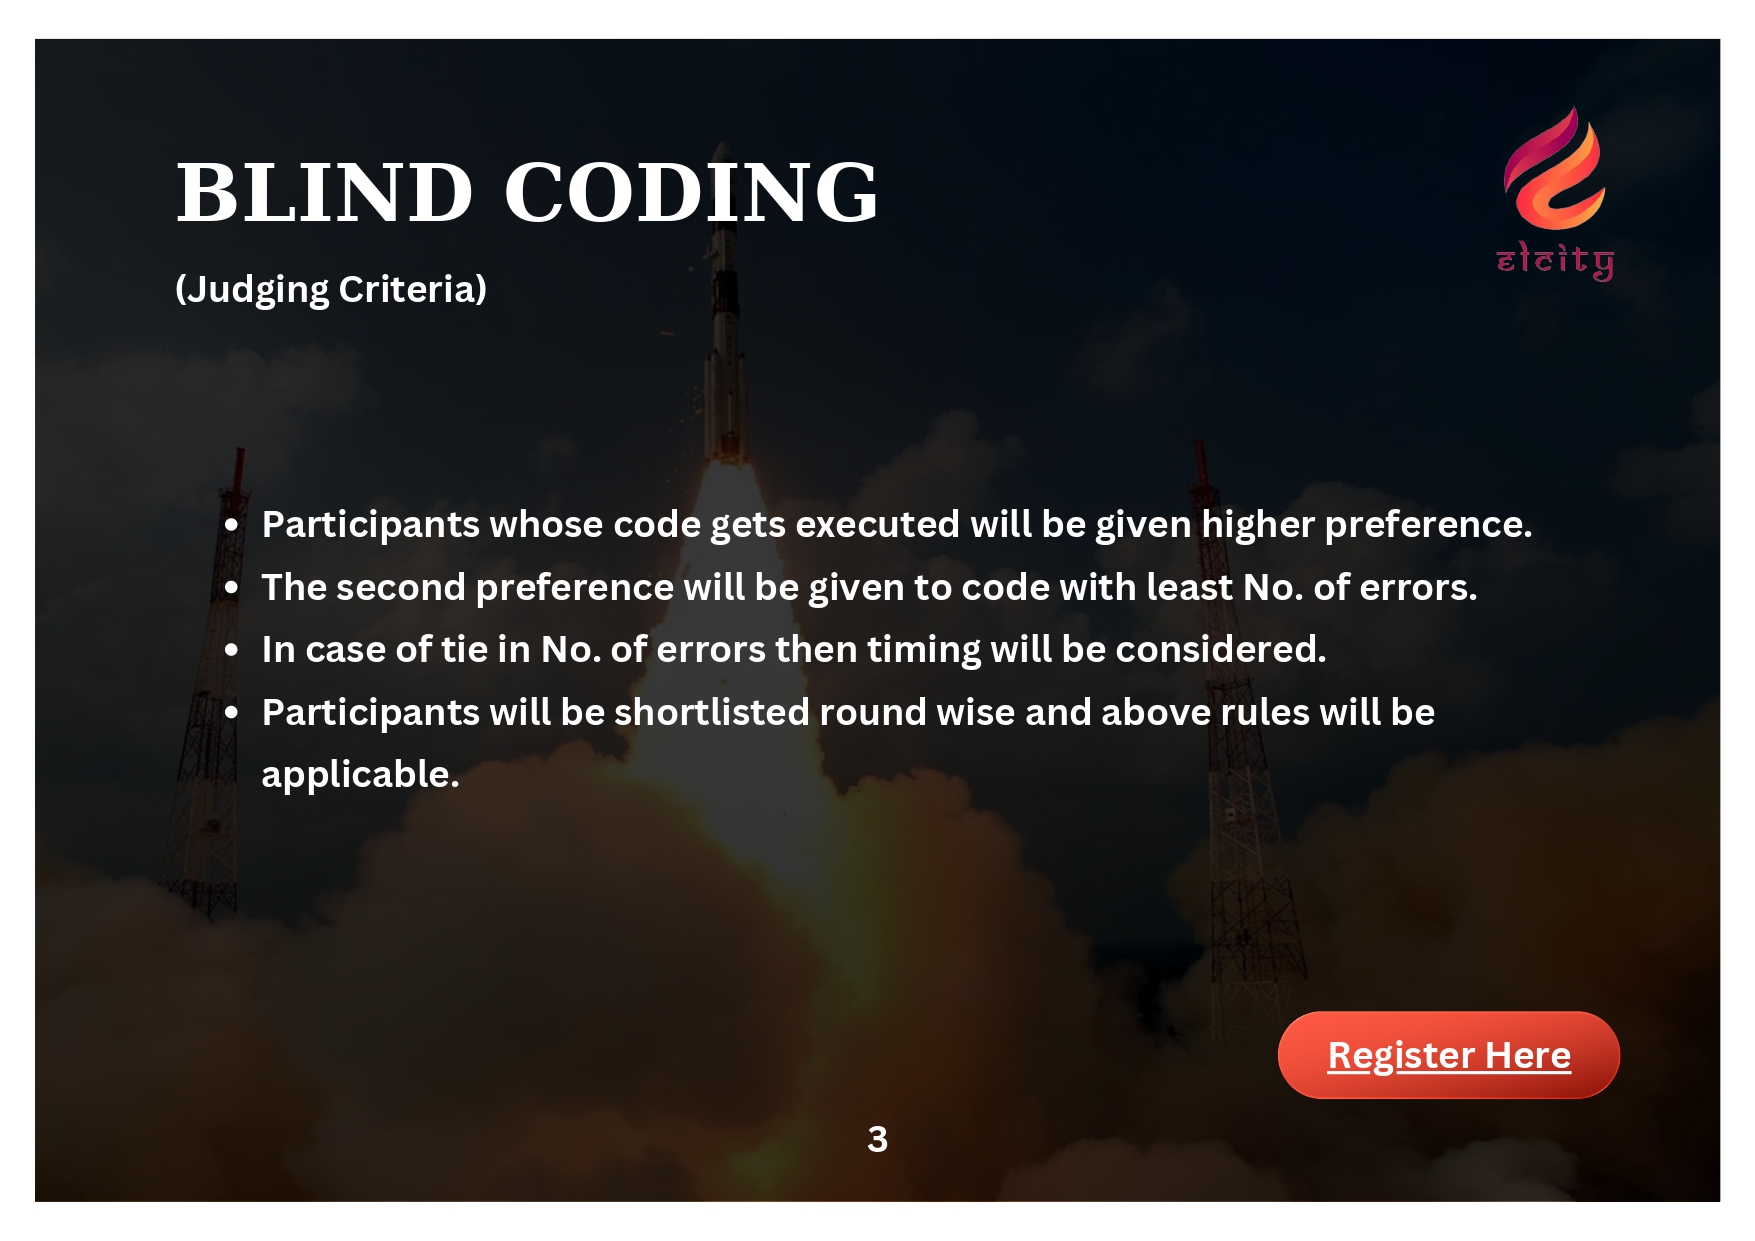 BLIND CODING
elcity
(Judging Criteria)
• Participants whose code gets executed will be given higher preference.
• The second preference will be given to code with least No. of errors.
• In case of tie in No. of errors then timing will be considered.
• Participants will be shortlisted round wise and above rules will be
applicable.
Register Here
3